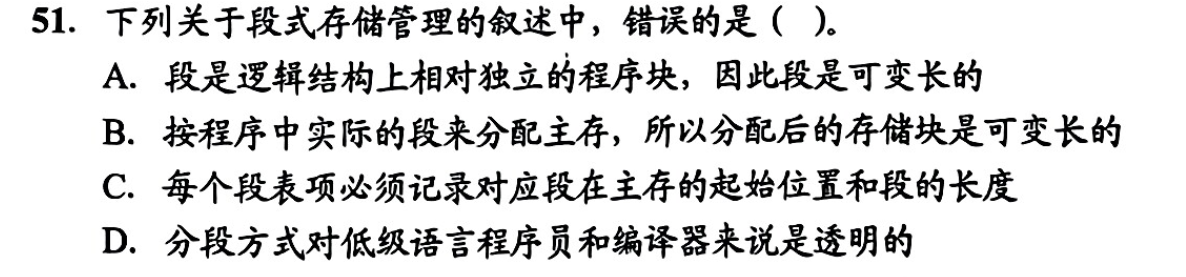 51. 下列关于段式存储管理的叙述中，错误的是（ ）。
A. 段是逻辑结构上相对独立的程序块，因此段是可变长的
B. 按程序中实际的段来分配主存，所以分配后的存储块是可变长的
C. 每个段表项必须记录对应段在主存的起始位置和段的长度
D. 分段方式对低级语言程序员和编译器来说是透明的